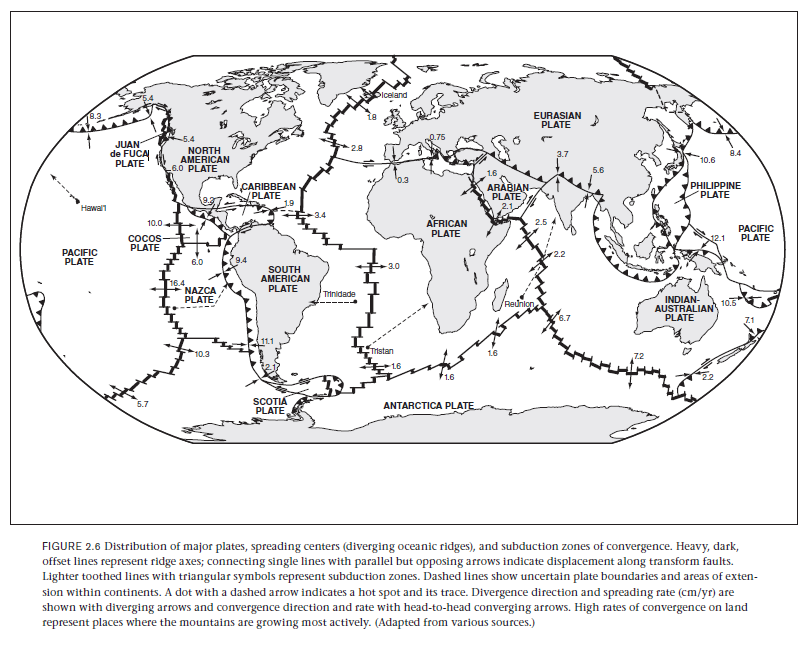 5.4
8.3
JUAN
de FUCA
PLATE
5.4
6.0
NORTH
AMERICAN
PLATE
Iceland
1.8
2.8
0.75
0.3
EURASIAN
PLATE
3.7
5.6
1.6
ARABIAN
PLATE
2.1
10.6
8.4
PHILIPPINE
PLATE
Hawai'I
CARIBBEAN
PLATE
1.9
3.4
10.0
COCOS
PLATE
6.0
PACIFIC
PLATE
9.4
SOUTH
AMERICAN
PLATE
AFRICAN
PLATE
2.5
2.2
12.1
PACIFIC
PLATE
16.4
NAZCA
PLATE
Trinidade
3.0
Reunion
6.7
INDIAN-
AUSTRALIAN
PLATE
10.5
7.1
10.3
11.1
2.1
Tristan
1.6
1.6
1.6
7.2
2.2
5.7
SCOTIA
PLATE
ANTARCTICA PLATE
FIGURE 2.6 Distribution of major plates, spreading centers (diverging oceanic ridges), and subduction zones of convergence. Heavy, dark,
offset lines represent ridge axes; connecting single lines with parallel but opposing arrows indicate displacement along transform faults.
Lighter toothed lines with triangular symbols represent subduction zones. Dashed lines show uncertain plate boundaries and areas of exten-
sion within continents. A dot with a dashed arrow indicates a hot spot and its trace. Divergence direction and spreading rate (cm/yr) are
shown with diverging arrows and convergence direction and rate with head-to-head converging arrows. High rates of convergence on land
represent places where the mountains are growing most actively. (Adapted from various sources.)